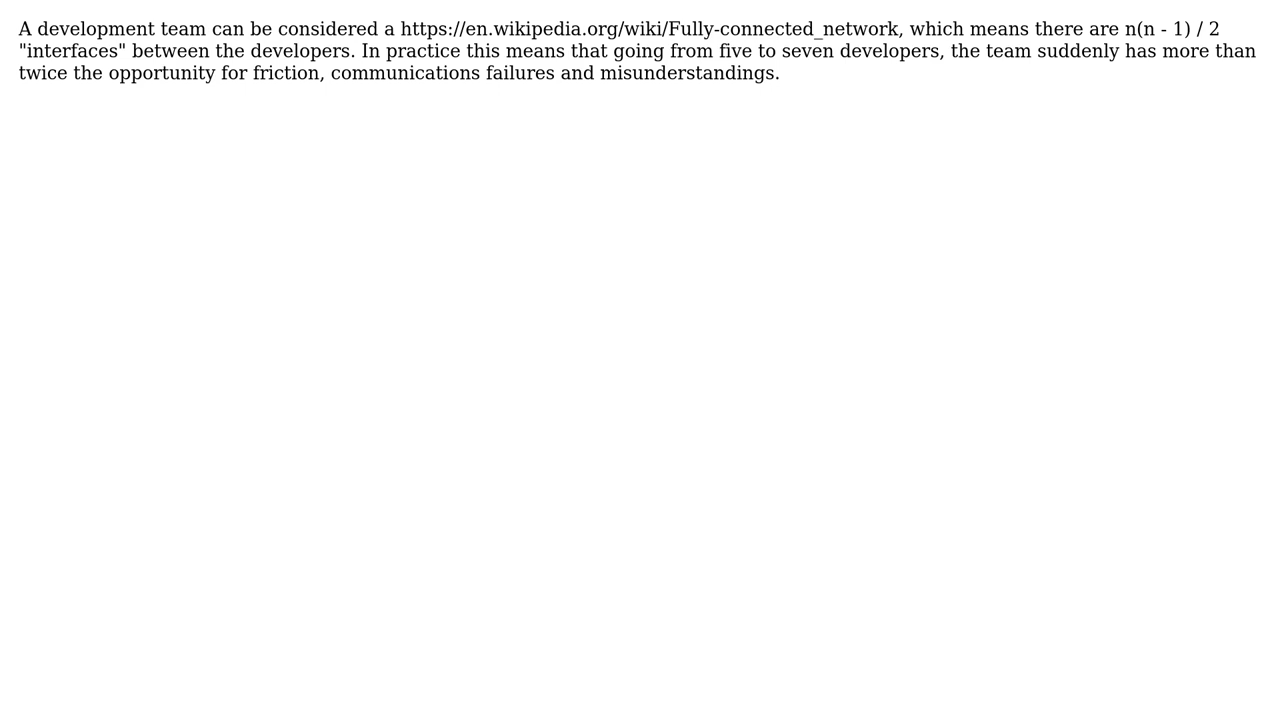 A development team can be considered a https://en.wikipedia.org/wiki/Fully-connected_network, which means there are n(n - 1) / 2
"interfaces" between the developers. In practice this means that going from five to seven developers, the team suddenly has more than
twice the opportunity for friction, communications failures and misunderstandings.